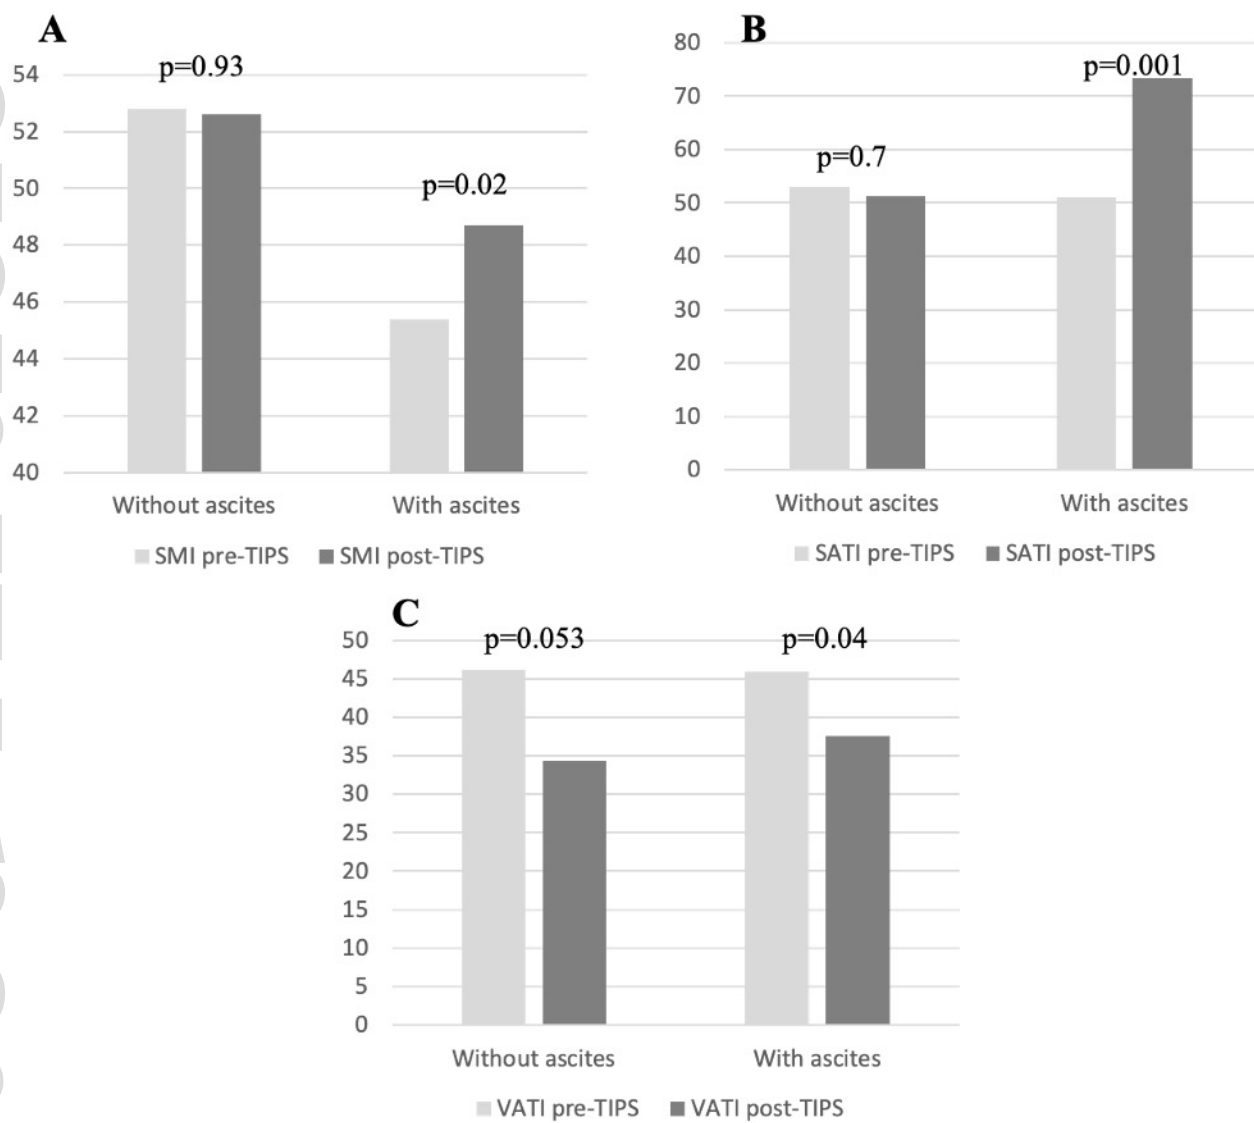 A
p=0.93
54
52
50
48
46
44
42
40
p=0.02
Without ascites
With ascites
SMI pre-TIPS
SMI post-TIPS
B
80
70
60
50
40
30
20
10
0
p=0.7
p=0.001
Without ascites
With ascites
SATI pre-TIPS
SATI post-TIPS
C
50
45
40
35
30
25
20
15
10
5
0
p=0.053
p=0.04
Without ascites
With ascites
VATI pre-TIPS
VATI post-TIPS